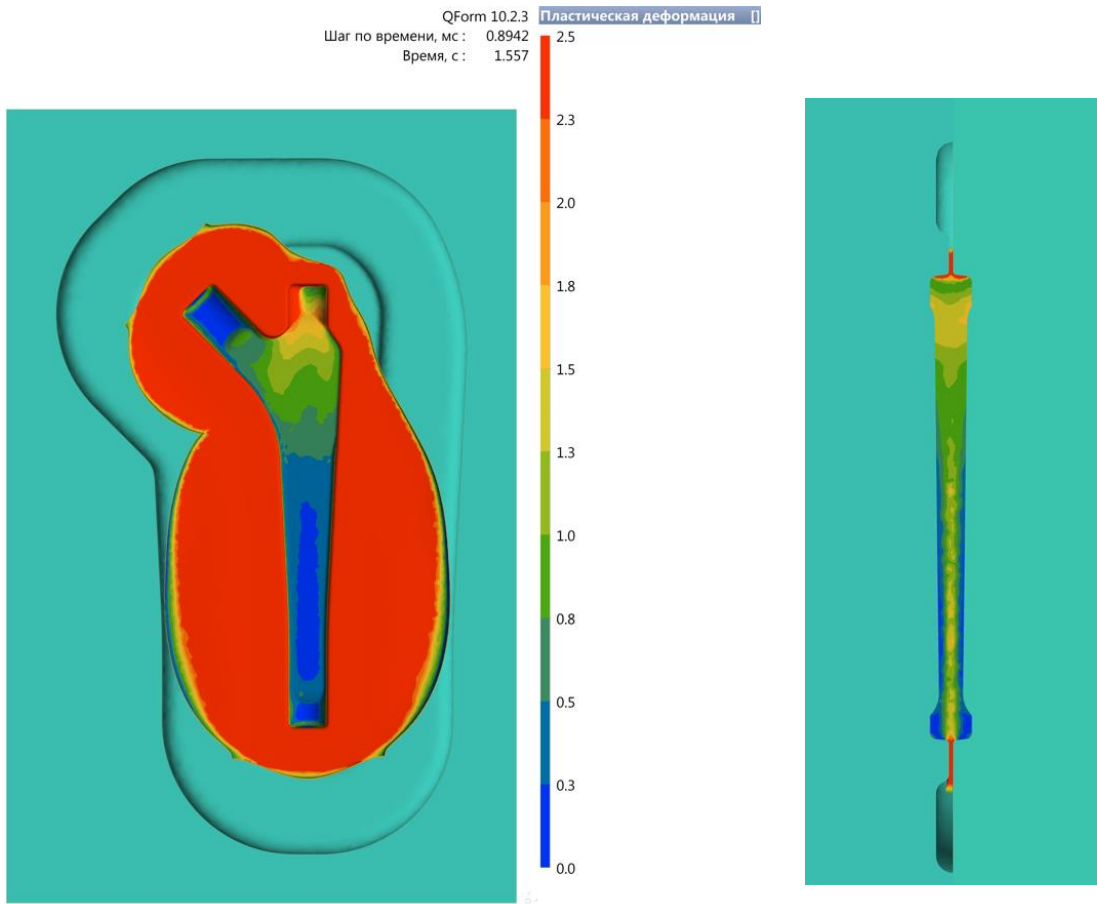 QForm 10.2.3
Шаг по времени, мс : 0.8942
Время, с : 1.557
Пластическая деформация []
2.5
2.3
2.0
1.8
1.5
1.3
1.0
0.8
0.5
0.3
0.0